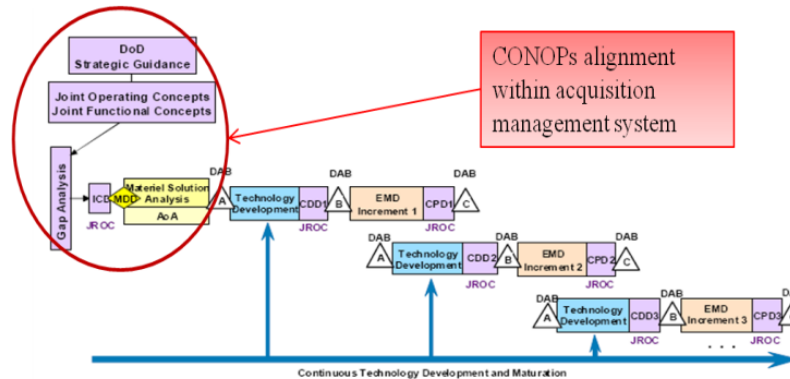 DoD
Strategic Guidance
CONOPs alignment
within acquisition
management system
Joint Operating Concepts
Joint Functional Concepts
Gap Analysis
ICD
JROC
MDD
Materiel Solution
Analysis
AoA
DAB
A
Technology
Development
CDD1
JROC
DAB
B
EMD
Increment 1
CPD1
JROC
DAB
C
DAB
A
Technology
Development
CDD2
JROC
DAB
B
EMD
Increment 2
CPD2
JROC
DAB
C
DAB
A
Technology
Development
CDD3
JROC
DAB
B
EMD
Increment 3
. . .
CPD3
JROC
Continuous Technology Development and Maturation